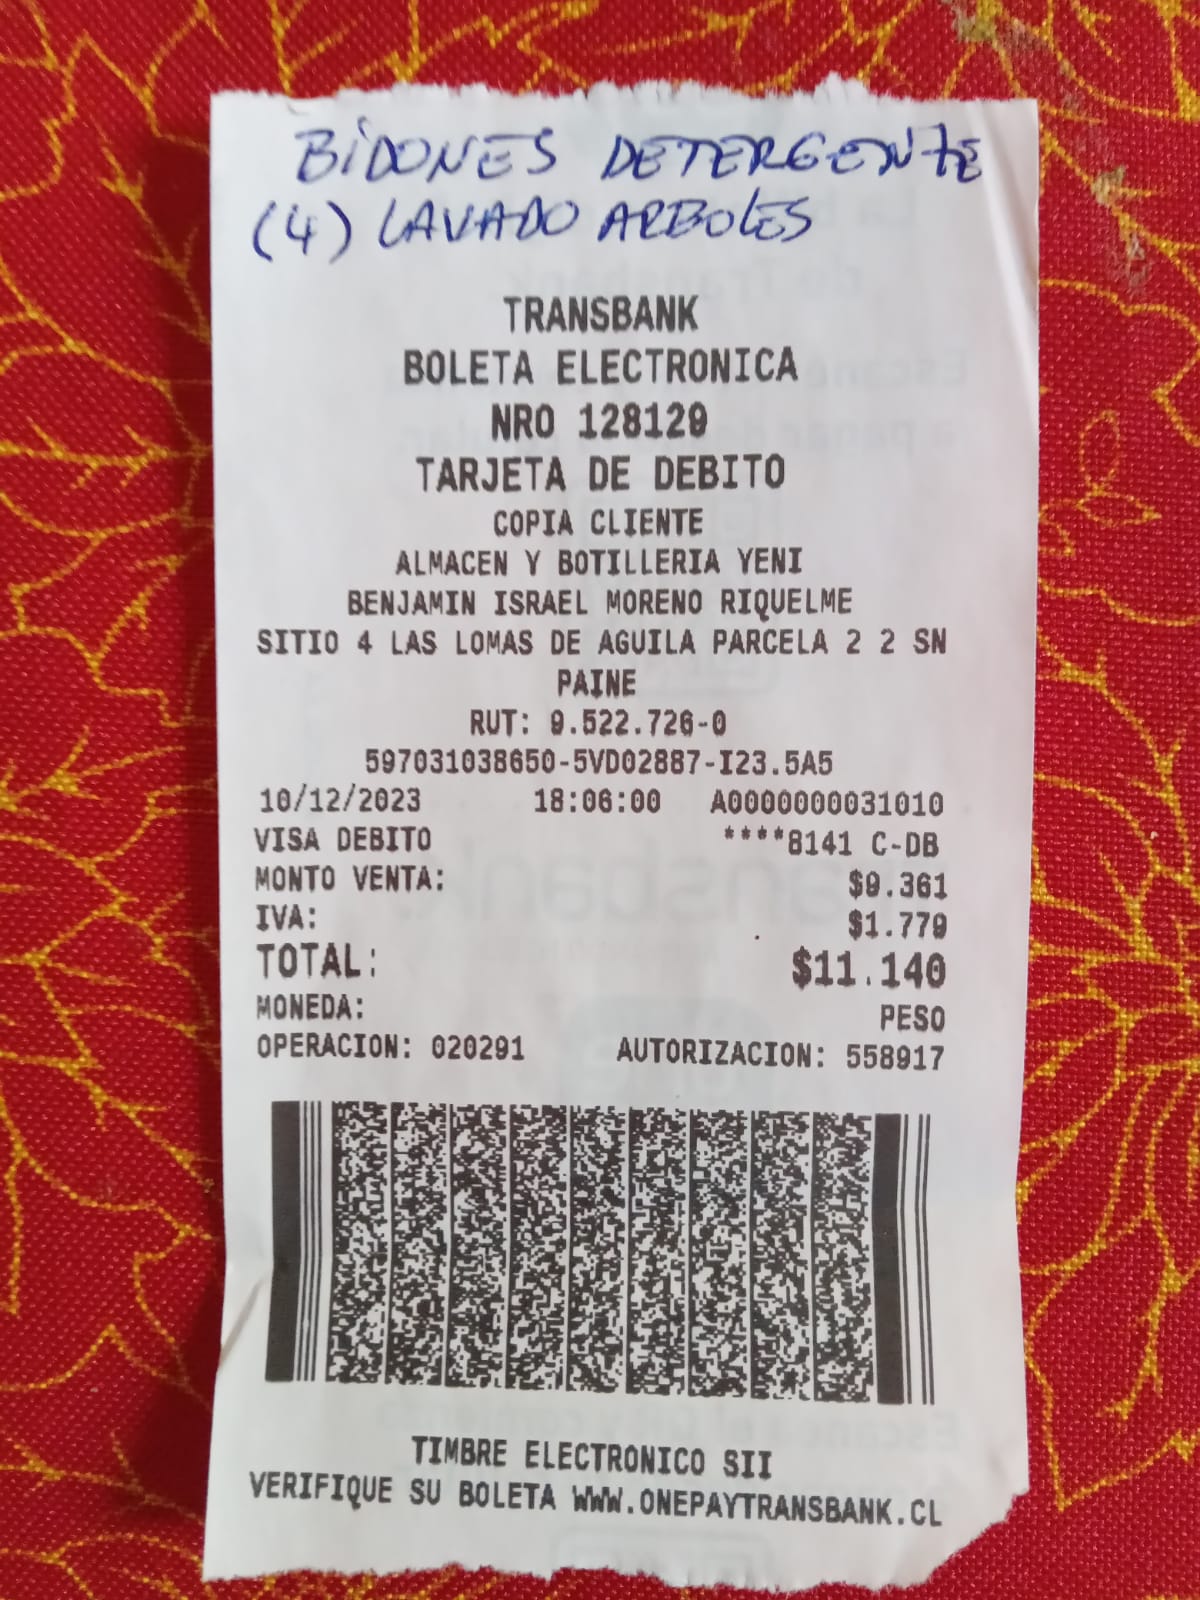 BIDONES DETERGENTE
(4) LAVADO ARBOLES
TRANSBANK
BOLETA ELECTRONICA
NRO 128129
TARJETA DE DEBITO
COPIA CLIENTE
ALMACEN Y BOTILLERIA YENI
BENJAMIN ISRAEL MORENO RIQUELME
SITIO 4 LAS LOMAS DE AGUILA PARCELA 2 2 SN
PAINE
RUT: 9.522.726-0
597031038650-5VD02887-I23.5A5
10/12/2023 18:06:00 A0000000031010
VISA DEBITO ****8141 C-DB
MONTO VENTA: $9.361
IVA: $1.779
TOTAL: $11.140
MONEDA: PESO
OPERACION: 020291 AUTORIZACION: 558917
TIMBRE ELECTRONICO SII
VERIFIQUE SU BOLETA WWW.ONEPAYTRANSBANK.CL